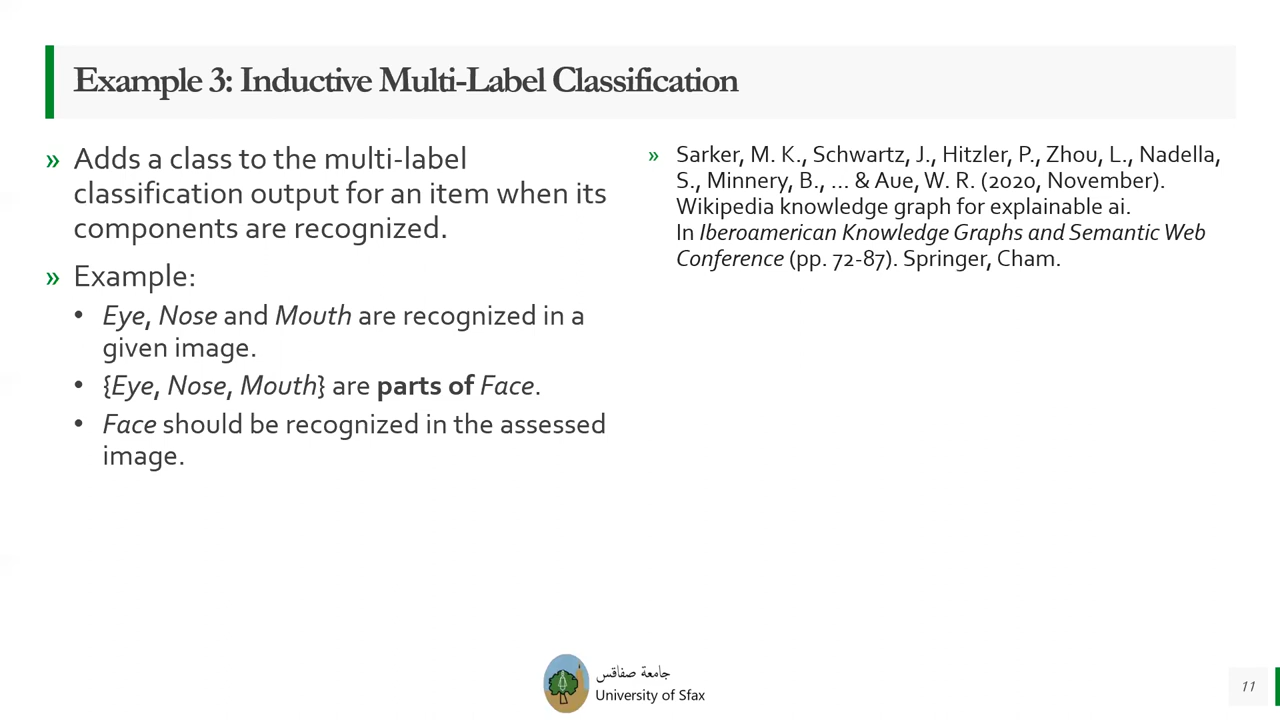 Example 3: Inductive Multi-Label Classification
» Adds a class to the multi-label
classification output for an item when its
components are recognized.
» Example:
• Eye, Nose and Mouth are recognized in a
given image.
• {Eye, Nose, Mouth} are parts of Face.
• Face should be recognized in the assessed
image.
» Sarker, M. K., Schwartz, J., Hitzler, P., Zhou, L., Nadella,
S., Minnery, B., ... & Aue, W. R. (2020, November).
Wikipedia knowledge graph for explainable ai.
In Iberoamerican Knowledge Graphs and Semantic Web
Conference (pp. 72-87). Springer, Cham.
جامعة صفاقس
University of Sfax
11